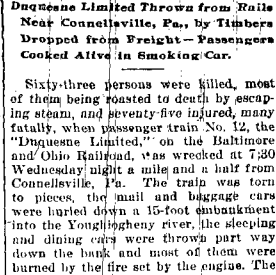 Duquesne Limited Thrown from Rails
Near Connellsville, Pa., by Timbers
Dropped from Freight—Passengers
Cooked Alive in Smoking Car.
Sixty-three persons were killed, most
of them being roasted to death by escap-
ing steam, and seventy-five injured, many
fatally, when passenger train No. 12, the
"Duquesne Limited," on the Baltimore
and Ohio Railroad, was wrecked at 7:30
Wednesday night a mile and a half from
Connellsville, Pa. The train was torn
to pieces, the mail and baggage cars
were hurled down a 15-foot embankment
into the Youghiogheny river, the sleeping
and dining cars were thrown part way
down the bank and most of them were
burned by the fire set by the engine. The